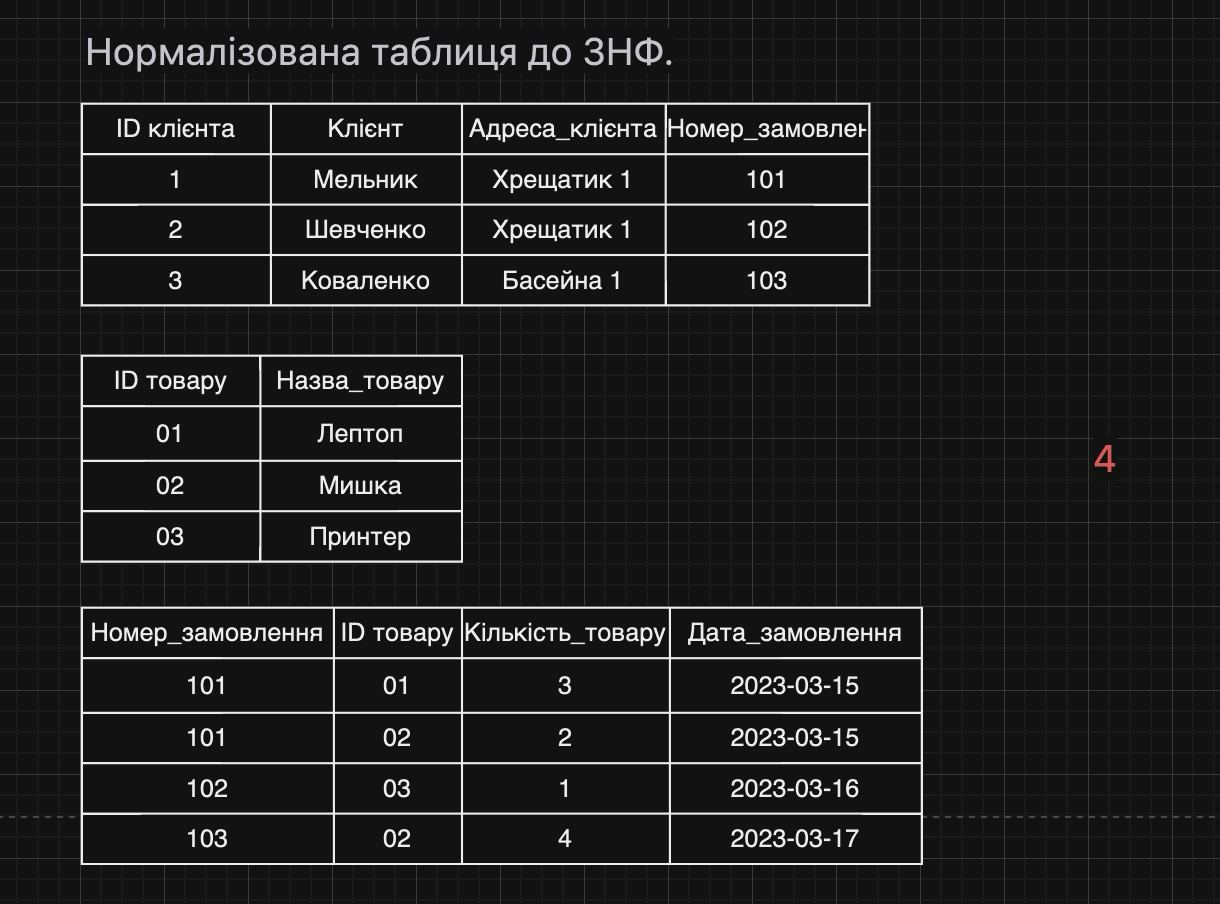 Нормалізована таблиця до 3НФ.
ID клієнта Клієнт Адреса_клієнта Номер_замовлен
1 Мельник Хрещатик 1 101
2 Шевченко Хрещатик 1 102
3 Коваленко Басейна 1 103
ID товару Назва_товару
01 Лептоп
4
02 Мишка
03 Принтер
Номер_замовлення ID товару Кількість_товару Дата_замовлення
101 01 3 2023-03-15
101 02 2 2023-03-15
102 03 1 2023-03-16
103 02 4 2023-03-17